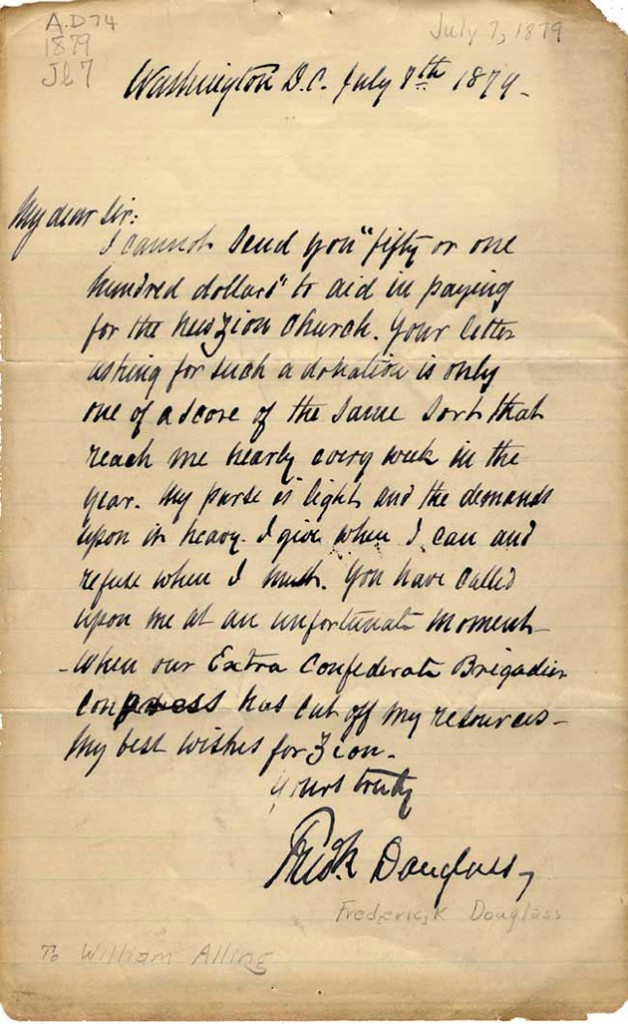 A.D74
1879
Jl 7
July 7, 1879
Washington D.C. July 7th 1879.
My dear Sir:
I cannot send you "fifty or one
hundred dollars" to aid in paying
for the new Zion Church. Your letter
asking for such a donation is only
one of a score of the same sort that
reach me nearly every week in the
year. My purse is light and the demands
upon it heavy. I give when I can and
refuse when I must. You have called
upon me at an unfortunate moment—
—when our Extra Confederate Brigadier
Congress has cut off my resources—
My best wishes for Zion.
Yours truly
Fredk Douglass
Frederick Douglass
To William Alling